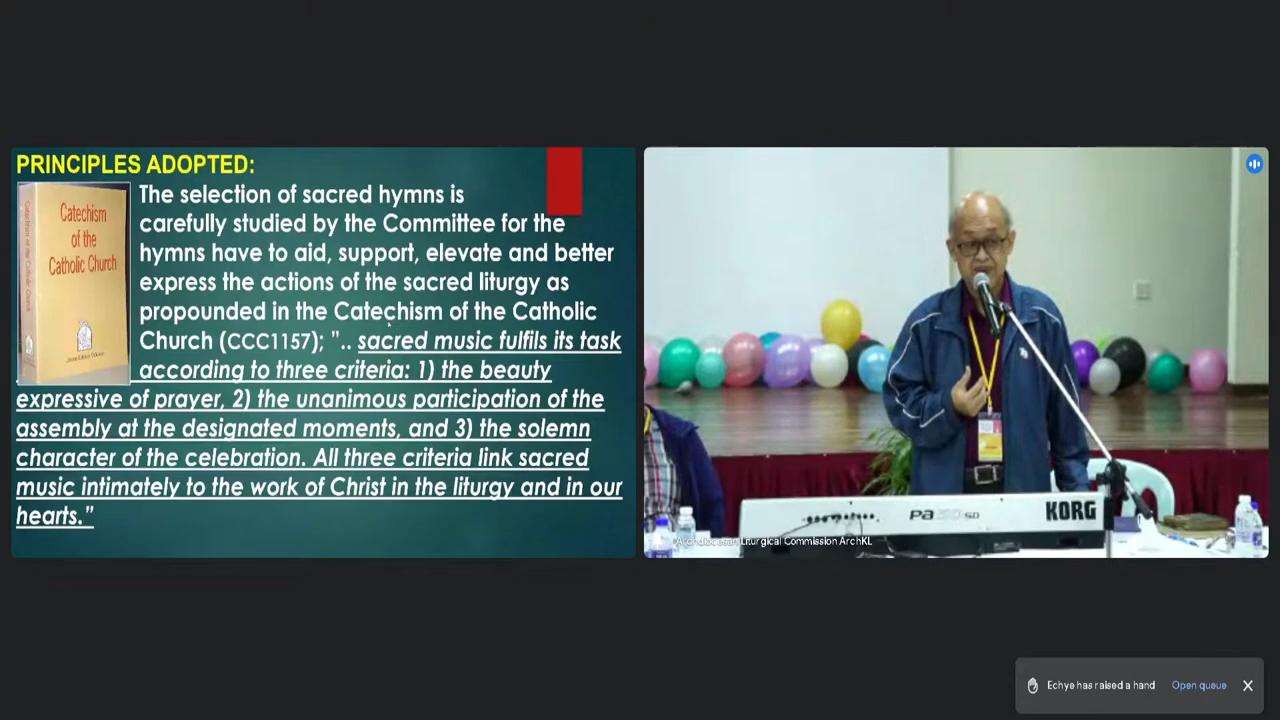 PRINCIPLES ADOPTED:
Catechism
of the
Catholic Church
The selection of sacred hymns is
carefully studied by the Committee for the
hymns have to aid, support, elevate and better
express the actions of the sacred liturgy as
propounded in the Catechism of the Catholic
Church (CCC1157); ".. sacred music fulfils its task
according to three criteria: 1) the beauty
expressive of prayer, 2) the unanimous participation of the
assembly at the designated moments, and 3) the solemn
character of the celebration. All three criteria link sacred
music intimately to the work of Christ in the liturgy and in our
hearts."
KORG
Archdiocesan Liturgical Commission ArchKL
Echye has raised a hand
Open queue